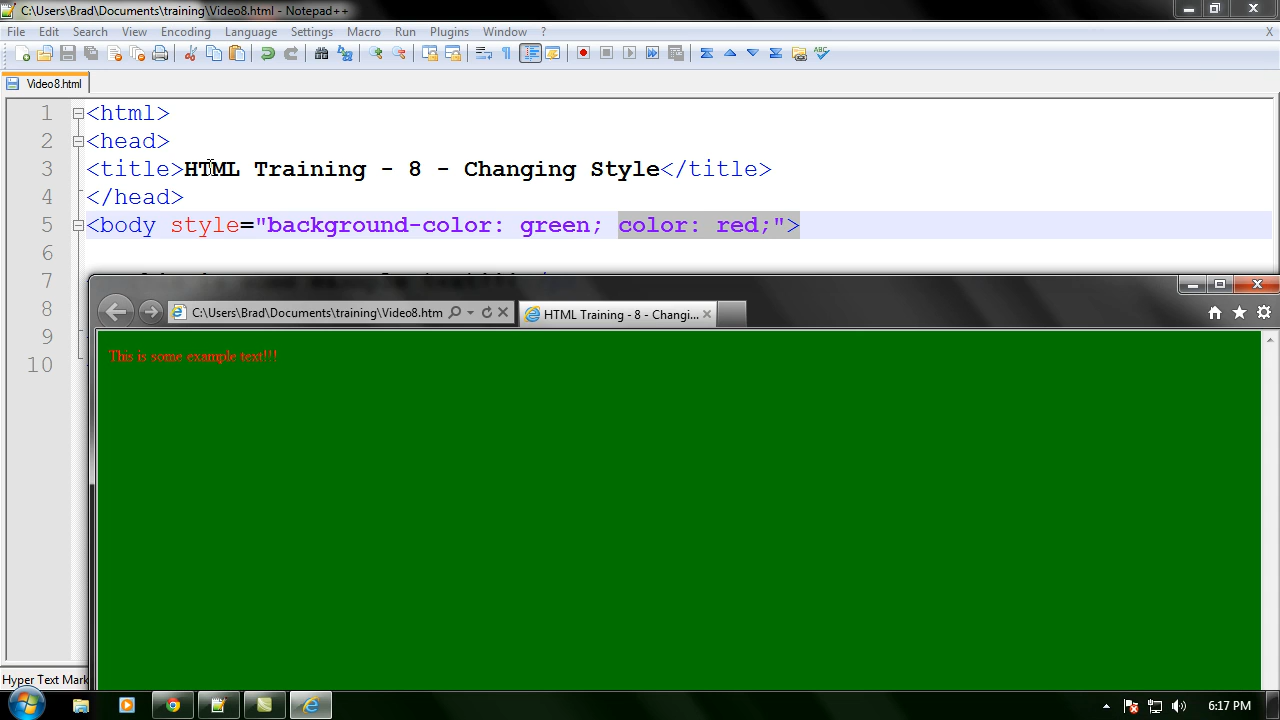 C:\Users\Brad\Documents\training\Video8.html - Notepad++
File Edit Search View Encoding Language Settings Macro Run Plugins Window ? X
Video8.html
1 <html>
2 <head>
3 <title>HTML Training - 8 - Changing Style</title>
4 </head>
5 <body style="background-color: green; color: red;">
6
7
C:\Users\Brad\Documents\training\Video8.htm
HTML Training - 8 - Changi...
8
9
10
This is some example text!!!
Hyper Text Mark
6:17 PM